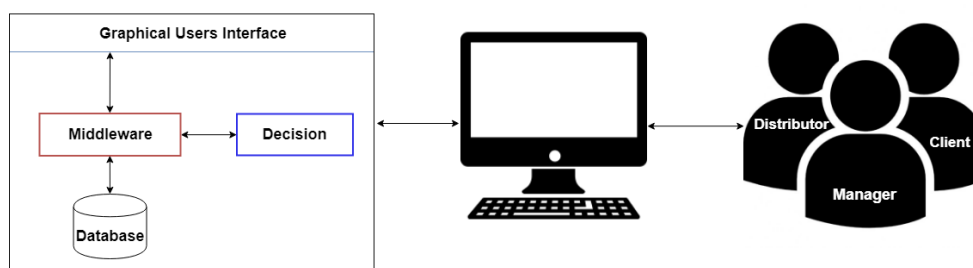 Graphical Users Interface
Middleware
Decision
Database
Distributor
Client
Manager